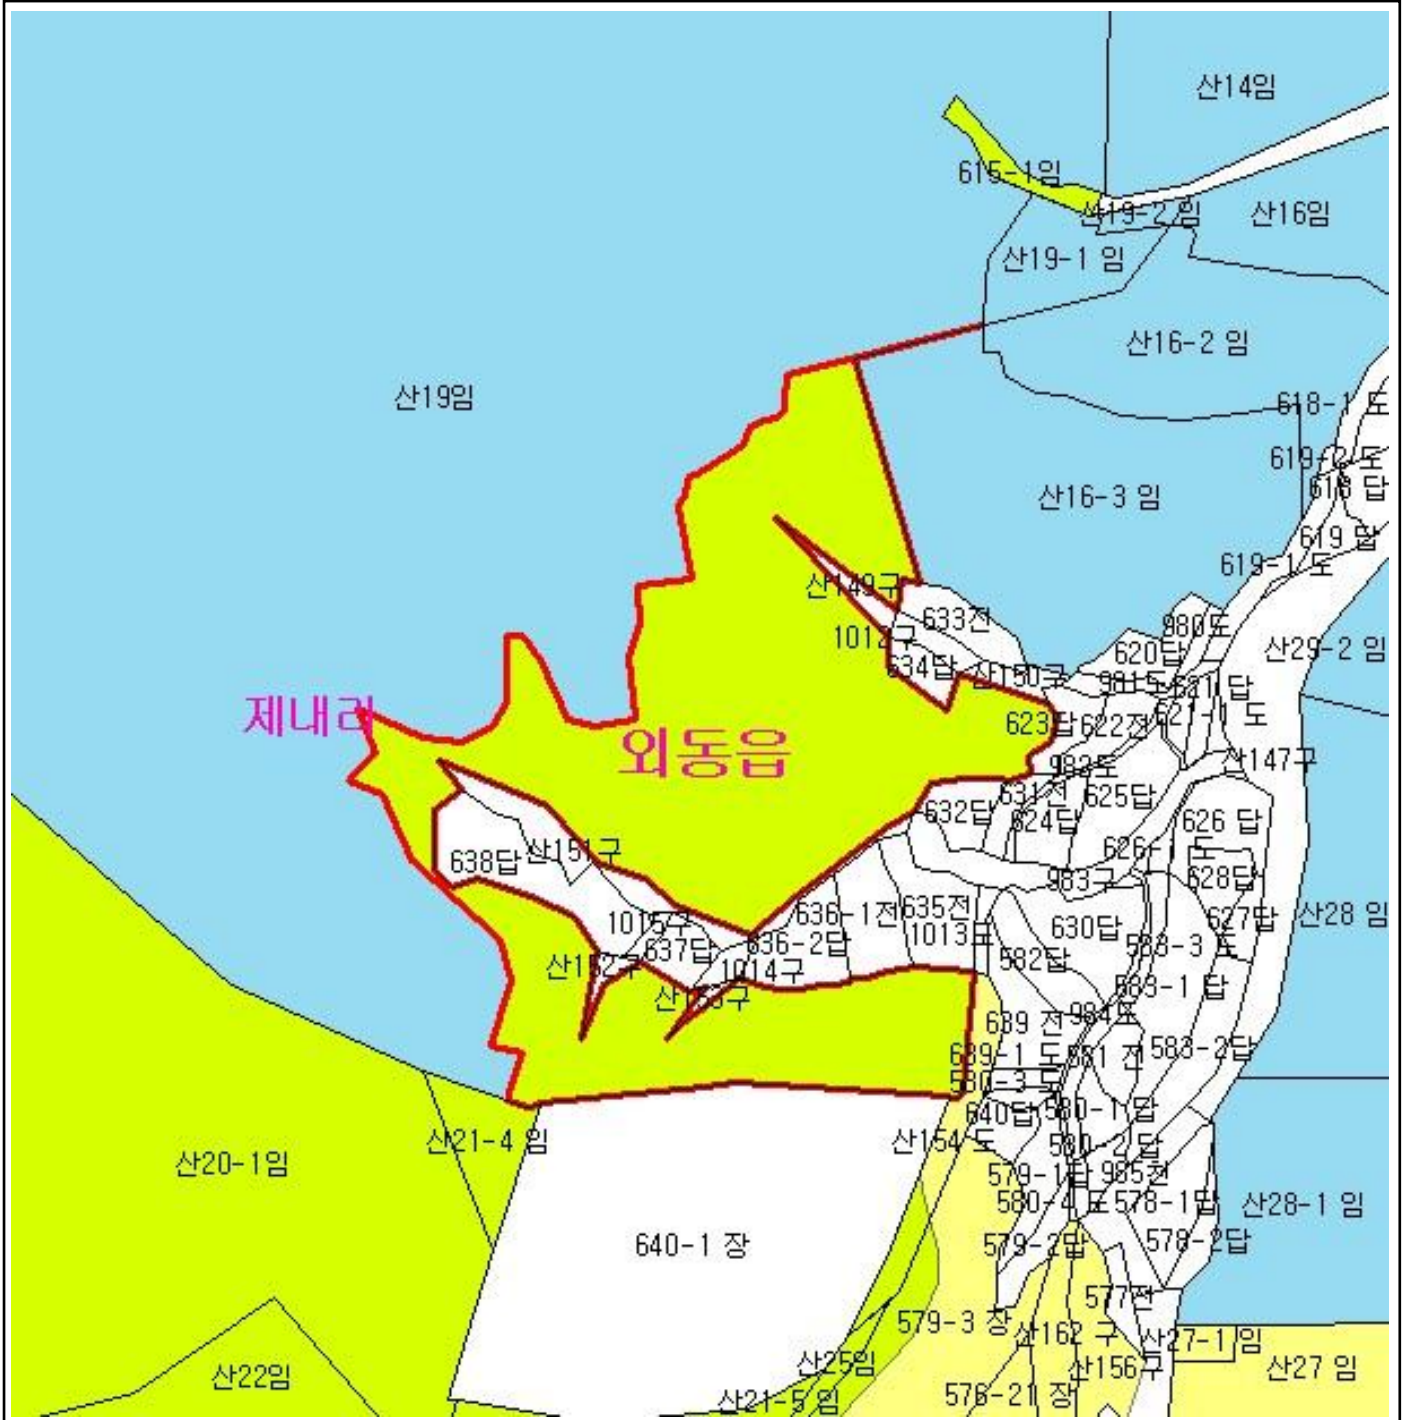 산14임
615-1임
산19-2 임
산16임
산19-1 임
산16-2 임
산19임
618-1 도
619-2 도
산16-3 임
618 답
619 답
619-1 도
산149구
633전
980도
1012구
620답
산29-2 임
634답
산150구
981도
621 답
제내리
623답
622전
621-1 도
외동읍
982도
산147구
631전
625답
632답
624답
626 답
626-1 도
638답
산151구
983구
628답
636-1전
635전
627답
산28 임
1015구
630답
1013도
637답
636-2답
583-3 도
산152구
1014구
582답
583-1 답
산153구
639 전
984도
639-1 도
581 전
583-2답
580-3 도
640답
580-1 답
산21-4 임
산154 도
580-2 답
산20-1임
579-1답
985천
580-4 도
578-1답
산28-1 임
640-1 장
579-2답
578-2답
577전
579-3 장
산162 구
산27-1 임
산25임
산156구
산27 임
산22임
576-21 장
산21-5 임